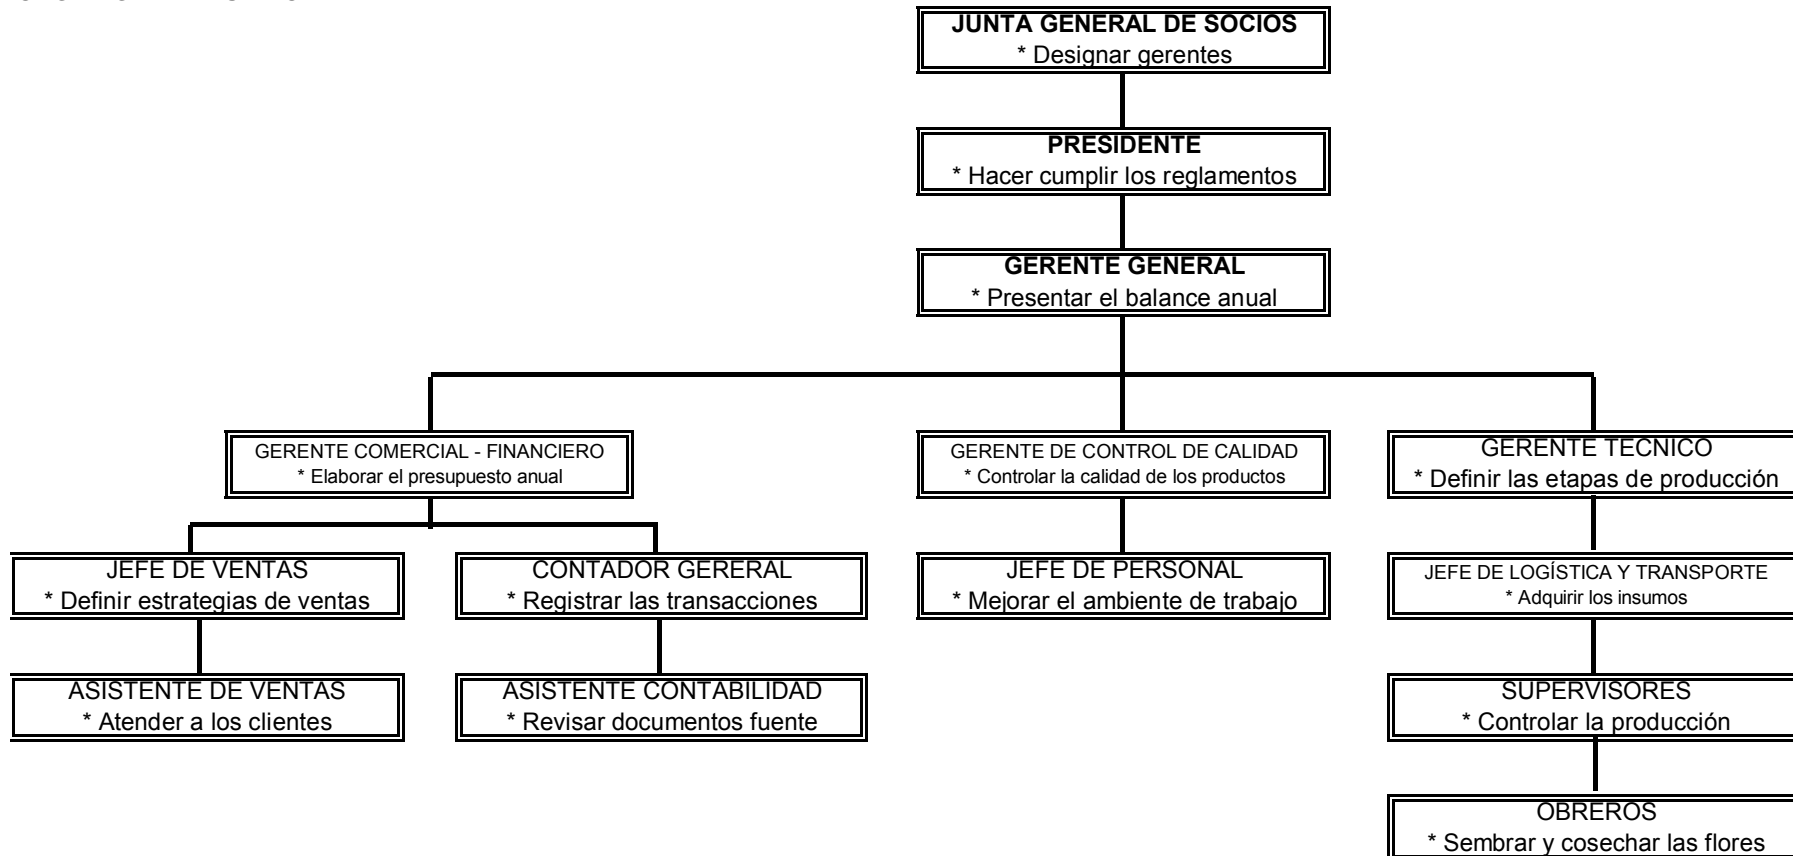 JUNTA GENERAL DE SOCIOS
* Designar gerentes
PRESIDENTE
* Hacer cumplir los reglamentos
GERENTE GENERAL
* Presentar el balance anual
GERENTE COMERCIAL - FINANCIERO
* Elaborar el presupuesto anual
GERENTE DE CONTROL DE CALIDAD
* Controlar la calidad de los productos
GERENTE TECNICO
* Definir las etapas de producción
JEFE DE VENTAS
* Definir estrategias de ventas
CONTADOR GERERAL
* Registrar las transacciones
JEFE DE PERSONAL
* Mejorar el ambiente de trabajo
JEFE DE LOGÍSTICA Y TRANSPORTE
* Adquirir los insumos
ASISTENTE DE VENTAS
* Atender a los clientes
ASISTENTE CONTABILIDAD
* Revisar documentos fuente
SUPERVISORES
* Controlar la producción
OBREROS
* Sembrar y cosechar las flores